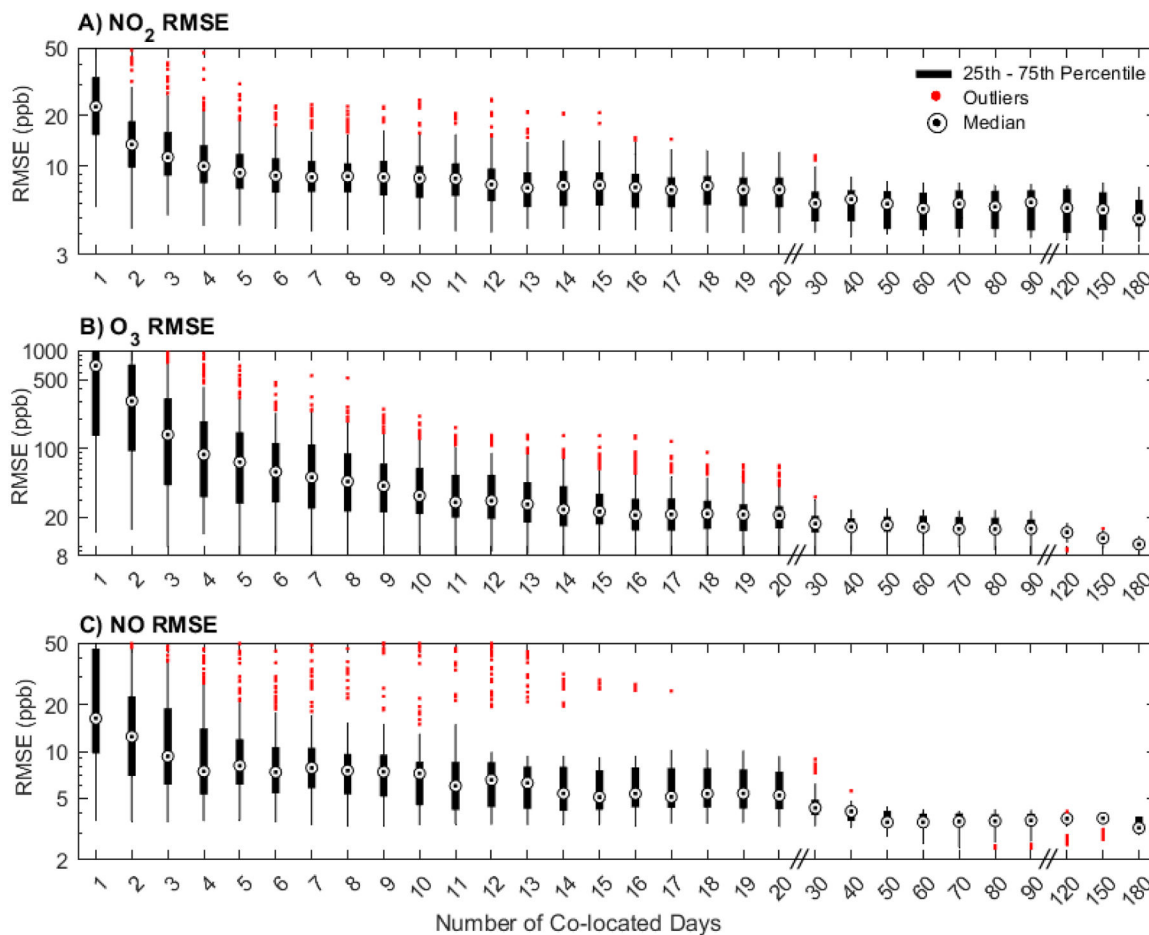 A) NO₂ RMSE
50
20
10
3
RMSE (ppb)
25th - 75th Percentile
Outliers
Median
1 2 3 4 5 6 7 8 9 10 11 12 13 14 15 16 17 18 19 20 // 30 40 50 60 70 80 90 // 120 150 180
B) O₃ RMSE
1000
500
100
20
8
RMSE (ppb)
1 2 3 4 5 6 7 8 9 10 11 12 13 14 15 16 17 18 19 20 // 30 40 50 60 70 80 90 // 120 150 180
C) NO RMSE
50
20
10
5
2
RMSE (ppb)
1 2 3 4 5 6 7 8 9 10 11 12 13 14 15 16 17 18 19 20 // 30 40 50 60 70 80 90 // 120 150 180
Number of Co-located Days